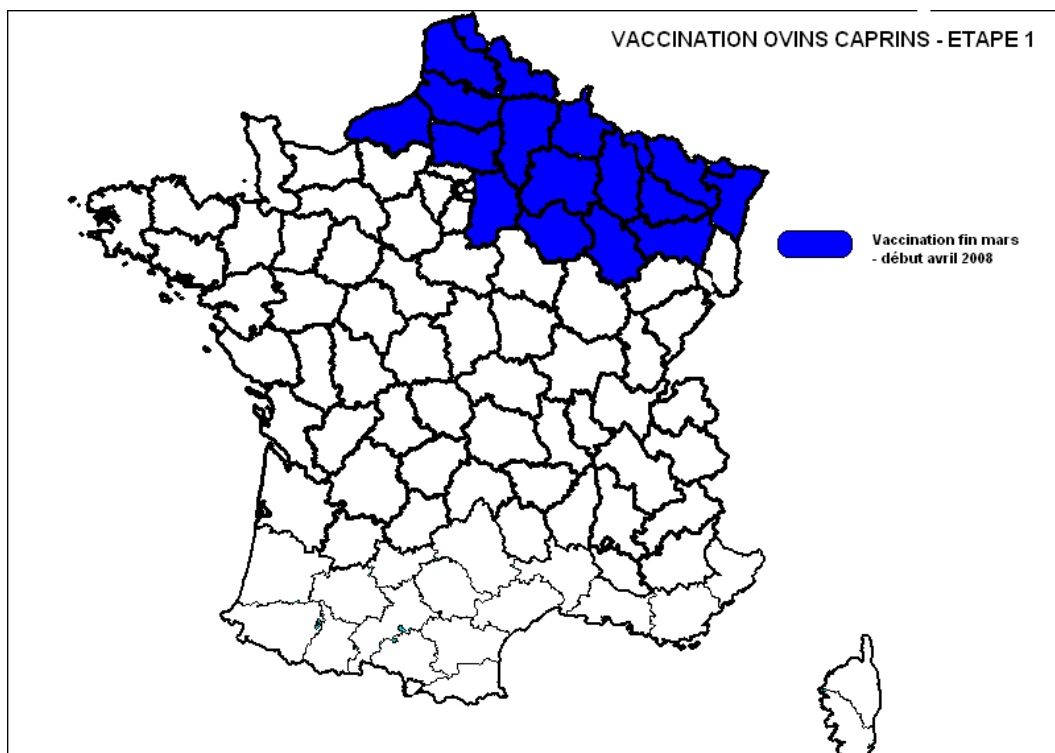 VACCINATION OVINS CAPRINS - ETAPE 1
Vaccination fin mars
- début avril 2008